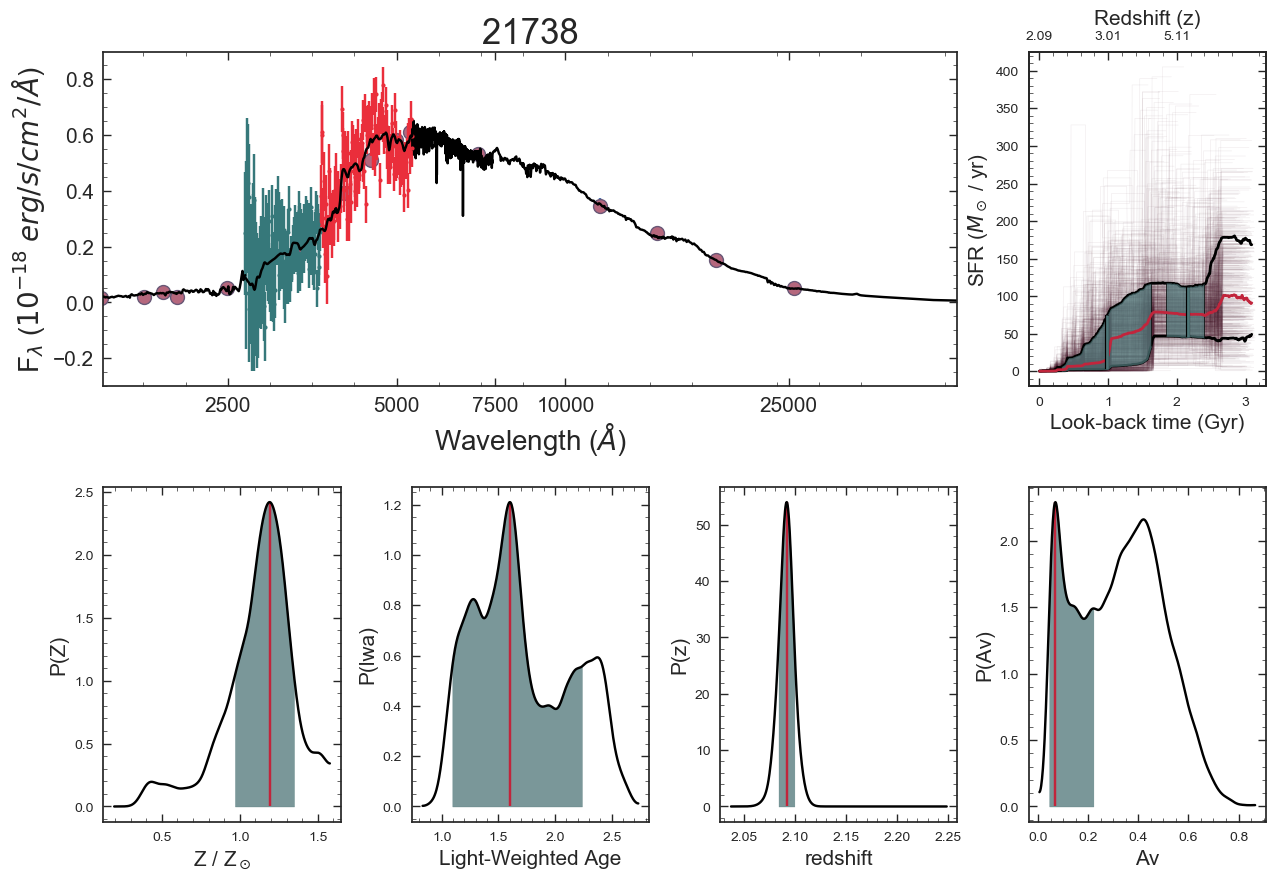 21738
F_λ (10^−18 erg/s/cm^2/Å)
0.8
0.6
0.4
0.2
0.0
−0.2
2500 5000 7500 10000 25000
Wavelength (Å)
Redshift (z)
2.09 3.01 5.11
SFR (M_⊙ / yr)
400
350
300
250
200
150
100
50
0
0 1 2 3
Look-back time (Gyr)
P(Z)
2.5
2.0
1.5
1.0
0.5
0.0
0.5 1.0 1.5
Z / Z_⊙
P(lwa)
1.2
1.0
0.8
0.6
0.4
0.2
0.0
1.0 1.5 2.0 2.5
Light-Weighted Age
P(z)
50
40
30
20
10
0
2.05 2.10 2.15 2.20 2.25
redshift
P(Av)
2.0
1.5
1.0
0.5
0.0
0.0 0.2 0.4 0.6 0.8
Av